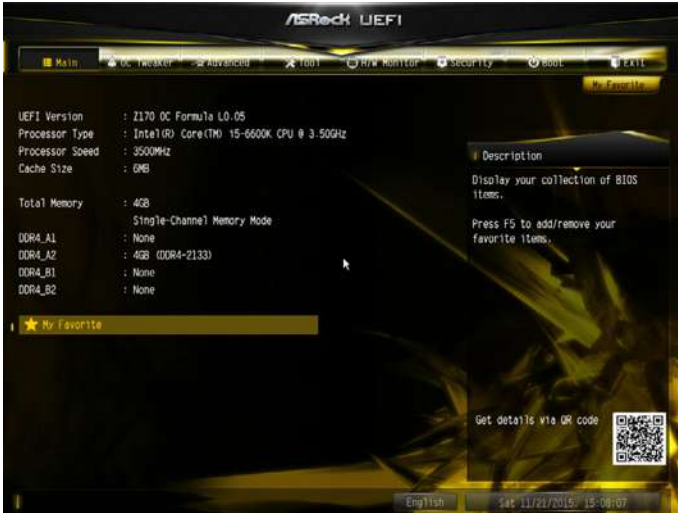 ASRock UEFI
Main
OC Tweaker
Advanced
Tool
H/W Monitor
Security
Boot
Exit
My Favorite
UEFI Version : Z170 OC Formula L0.05
Processor Type : Intel(R) Core(TM) i5-6600K CPU @ 3.50GHz
Processor Speed : 3500MHz
Cache Size : 6MB
Total Memory : 4GB
Single-Channel Memory Mode
DDR4_A1 : None
DDR4_A2 : 4GB (DDR4-2133)
DDR4_B1 : None
DDR4_B2 : None
My Favorite
Description
Display your collection of BIOS
items.
Press F5 to add/remove your
favorite items.
Get details via QR code
English
Sat 11/21/2015. 15:08:07